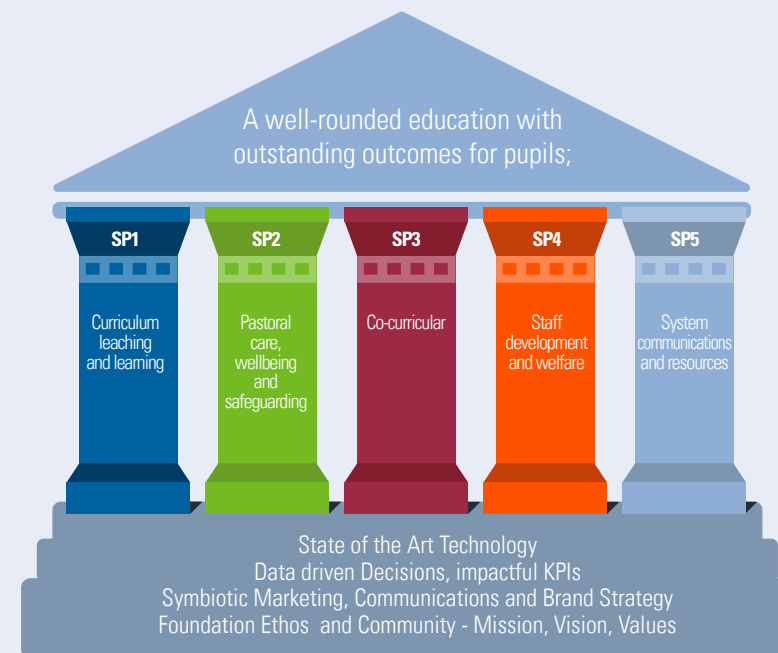 A well-rounded education with
outstanding outcomes for pupils;
SP1
SP2
SP3
SP4
SP5
Curriculum
leaching
and learning
Pastoral
care,
wellbeing
and
safeguarding
Co-curricular
Staff
development
and welfare
System
communications
and resources
State of the Art Technology
Data driven Decisions, impactful KPIs
Symbiotic Marketing, Communications and Brand Strategy
Foundation Ethos and Community - Mission, Vision, Values